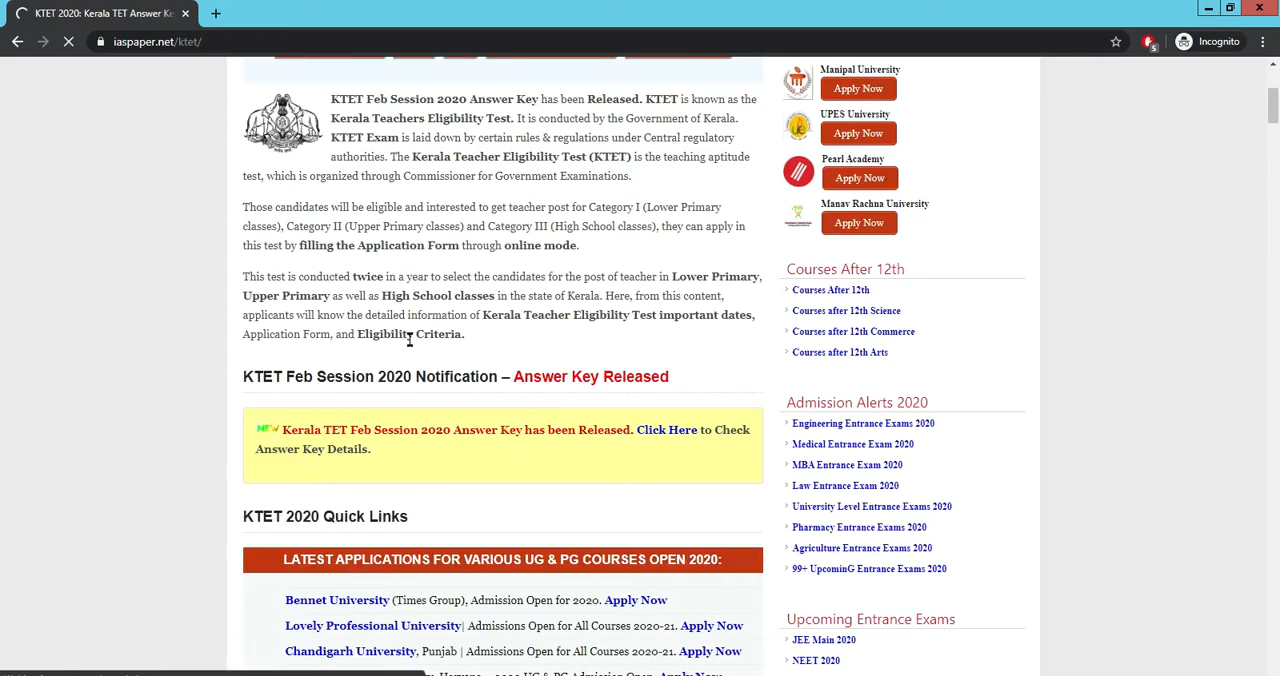 KTET 2020: Kerala TET Answer Ke
iaspaper.net/ktet/
5
Incognito
KTET Feb Session 2020 Answer Key has been Released. KTET is known as the
Kerala Teachers Eligibility Test. It is conducted by the Government of Kerala.
KTET Exam is laid down by certain rules & regulations under Central regulatory
authorities. The Kerala Teacher Eligibility Test (KTET) is the teaching aptitude
test, which is organized through Commissioner for Government Examinations.
Those candidates will be eligible and interested to get teacher post for Category I (Lower Primary
classes), Category II (Upper Primary classes) and Category III (High School classes), they can apply in
this test by filling the Application Form through online mode.
This test is conducted twice in a year to select the candidates for the post of teacher in Lower Primary,
Upper Primary as well as High School classes in the state of Kerala. Here, from this content,
applicants will know the detailed information of Kerala Teacher Eligibility Test important dates,
Application Form, and Eligibility Criteria.
KTET Feb Session 2020 Notification – Answer Key Released
NEW Kerala TET Feb Session 2020 Answer Key has been Released. Click Here to Check
Answer Key Details.
KTET 2020 Quick Links
LATEST APPLICATIONS FOR VARIOUS UG & PG COURSES OPEN 2020:
Bennet University (Times Group), Admission Open for 2020. Apply Now
Lovely Professional University| Admissions Open for All Courses 2020-21. Apply Now
Chandigarh University, Punjab | Admissions Open for All Courses 2020-21. Apply Now
Manipal University
Apply Now
UPES University
Apply Now
Pearl Academy
Apply Now
Manav Rachna University
Apply Now
Courses After 12th
Courses After 12th
Courses after 12th Science
Courses after 12th Commerce
Courses after 12th Arts
Admission Alerts 2020
Engineering Entrance Exams 2020
Medical Entrance Exam 2020
MBA Entrance Exam 2020
Law Entrance Exam 2020
University Level Entrance Exams 2020
Pharmacy Entrance Exams 2020
Agriculture Entrance Exams 2020
99+ UpcominG Entrance Exams 2020
Upcoming Entrance Exams
JEE Main 2020
NEET 2020